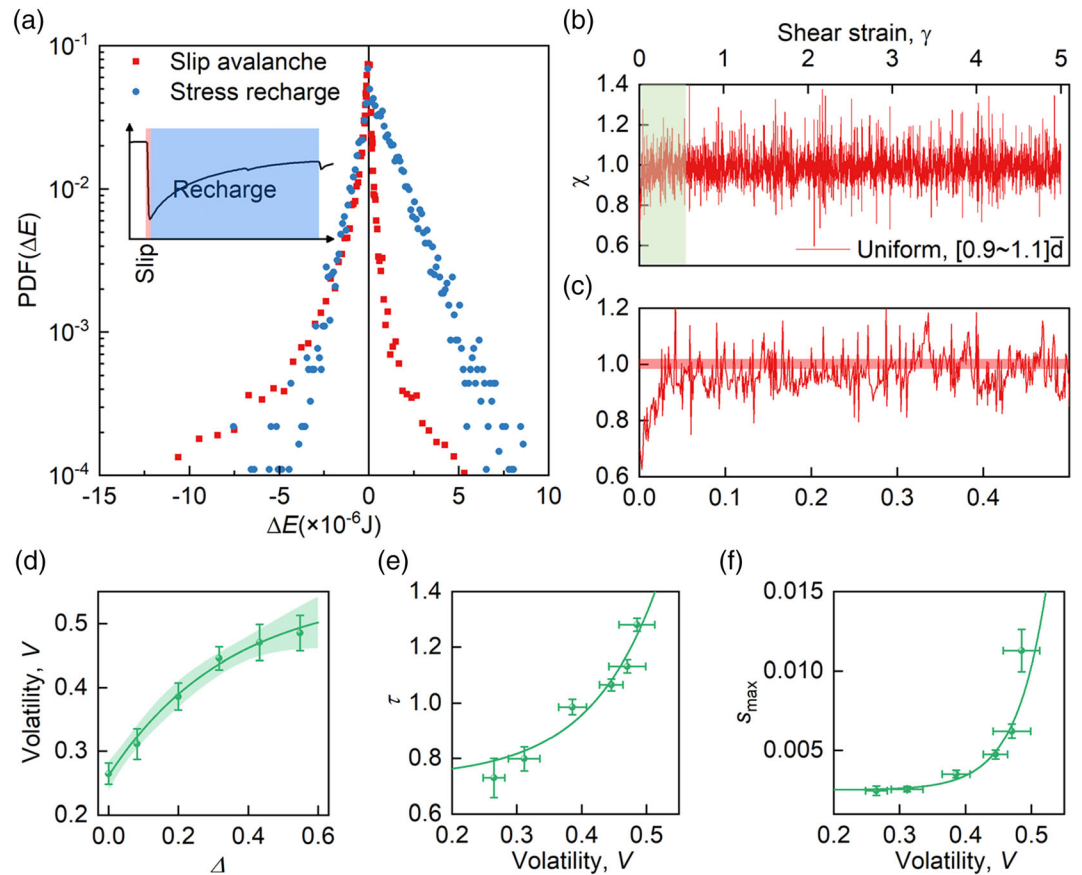 (a)
PDF(ΔE)
10⁻¹
10⁻²
10⁻³
10⁻⁴
Slip avalanche
Stress recharge
Recharge
Slip
-15 -10 -5 0 5 10
ΔE(×10⁻⁶J)
(b)
Shear strain, γ
0 1 2 3 4 5
χ
1.4
1.2
1.0
0.8
0.6
Uniform, [0.9~1.1]d̅
(c)
1.2
1.0
0.8
0.6
0.0 0.1 0.2 0.3 0.4
(d)
Volatility, V
0.5
0.4
0.3
0.2
0.0 0.2 0.4 0.6
Δ
(e)
τ
1.4
1.2
1.0
0.8
0.6
0.2 0.3 0.4 0.5
Volatility, V
(f)
smax
0.015
0.010
0.005
0.2 0.3 0.4 0.5
Volatility, V